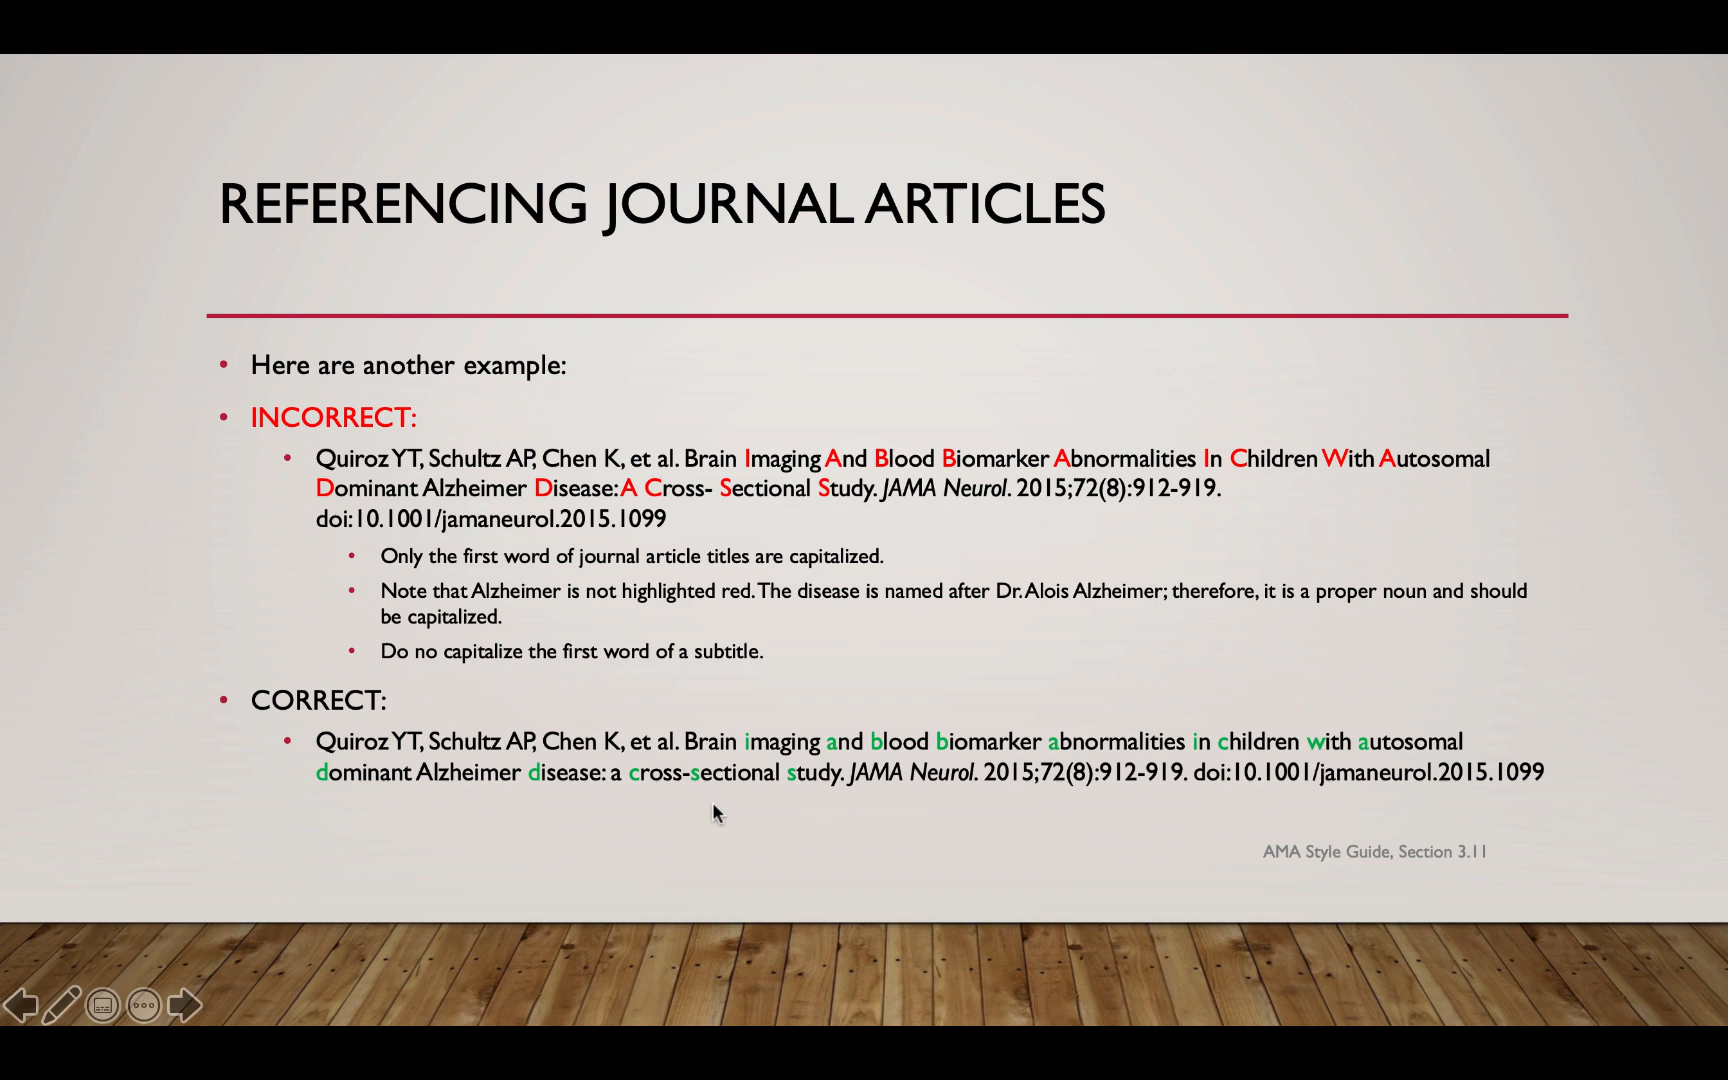 REFERENCING JOURNAL ARTICLES
• Here are another example:
• INCORRECT:
• Quiroz YT, Schultz AP, Chen K, et al. Brain Imaging And Blood Biomarker Abnormalities In Children With Autosomal
Dominant Alzheimer Disease: A Cross- Sectional Study. JAMA Neurol. 2015;72(8):912-919.
doi:10.1001/jamaneurol.2015.1099
• Only the first word of journal article titles are capitalized.
• Note that Alzheimer is not highlighted red. The disease is named after Dr. Alois Alzheimer; therefore, it is a proper noun and should
be capitalized.
• Do no capitalize the first word of a subtitle.
• CORRECT:
• Quiroz YT, Schultz AP, Chen K, et al. Brain imaging and blood biomarker abnormalities in children with autosomal
dominant Alzheimer disease: a cross-sectional study. JAMA Neurol. 2015;72(8):912-919. doi:10.1001/jamaneurol.2015.1099
AMA Style Guide, Section 3.11